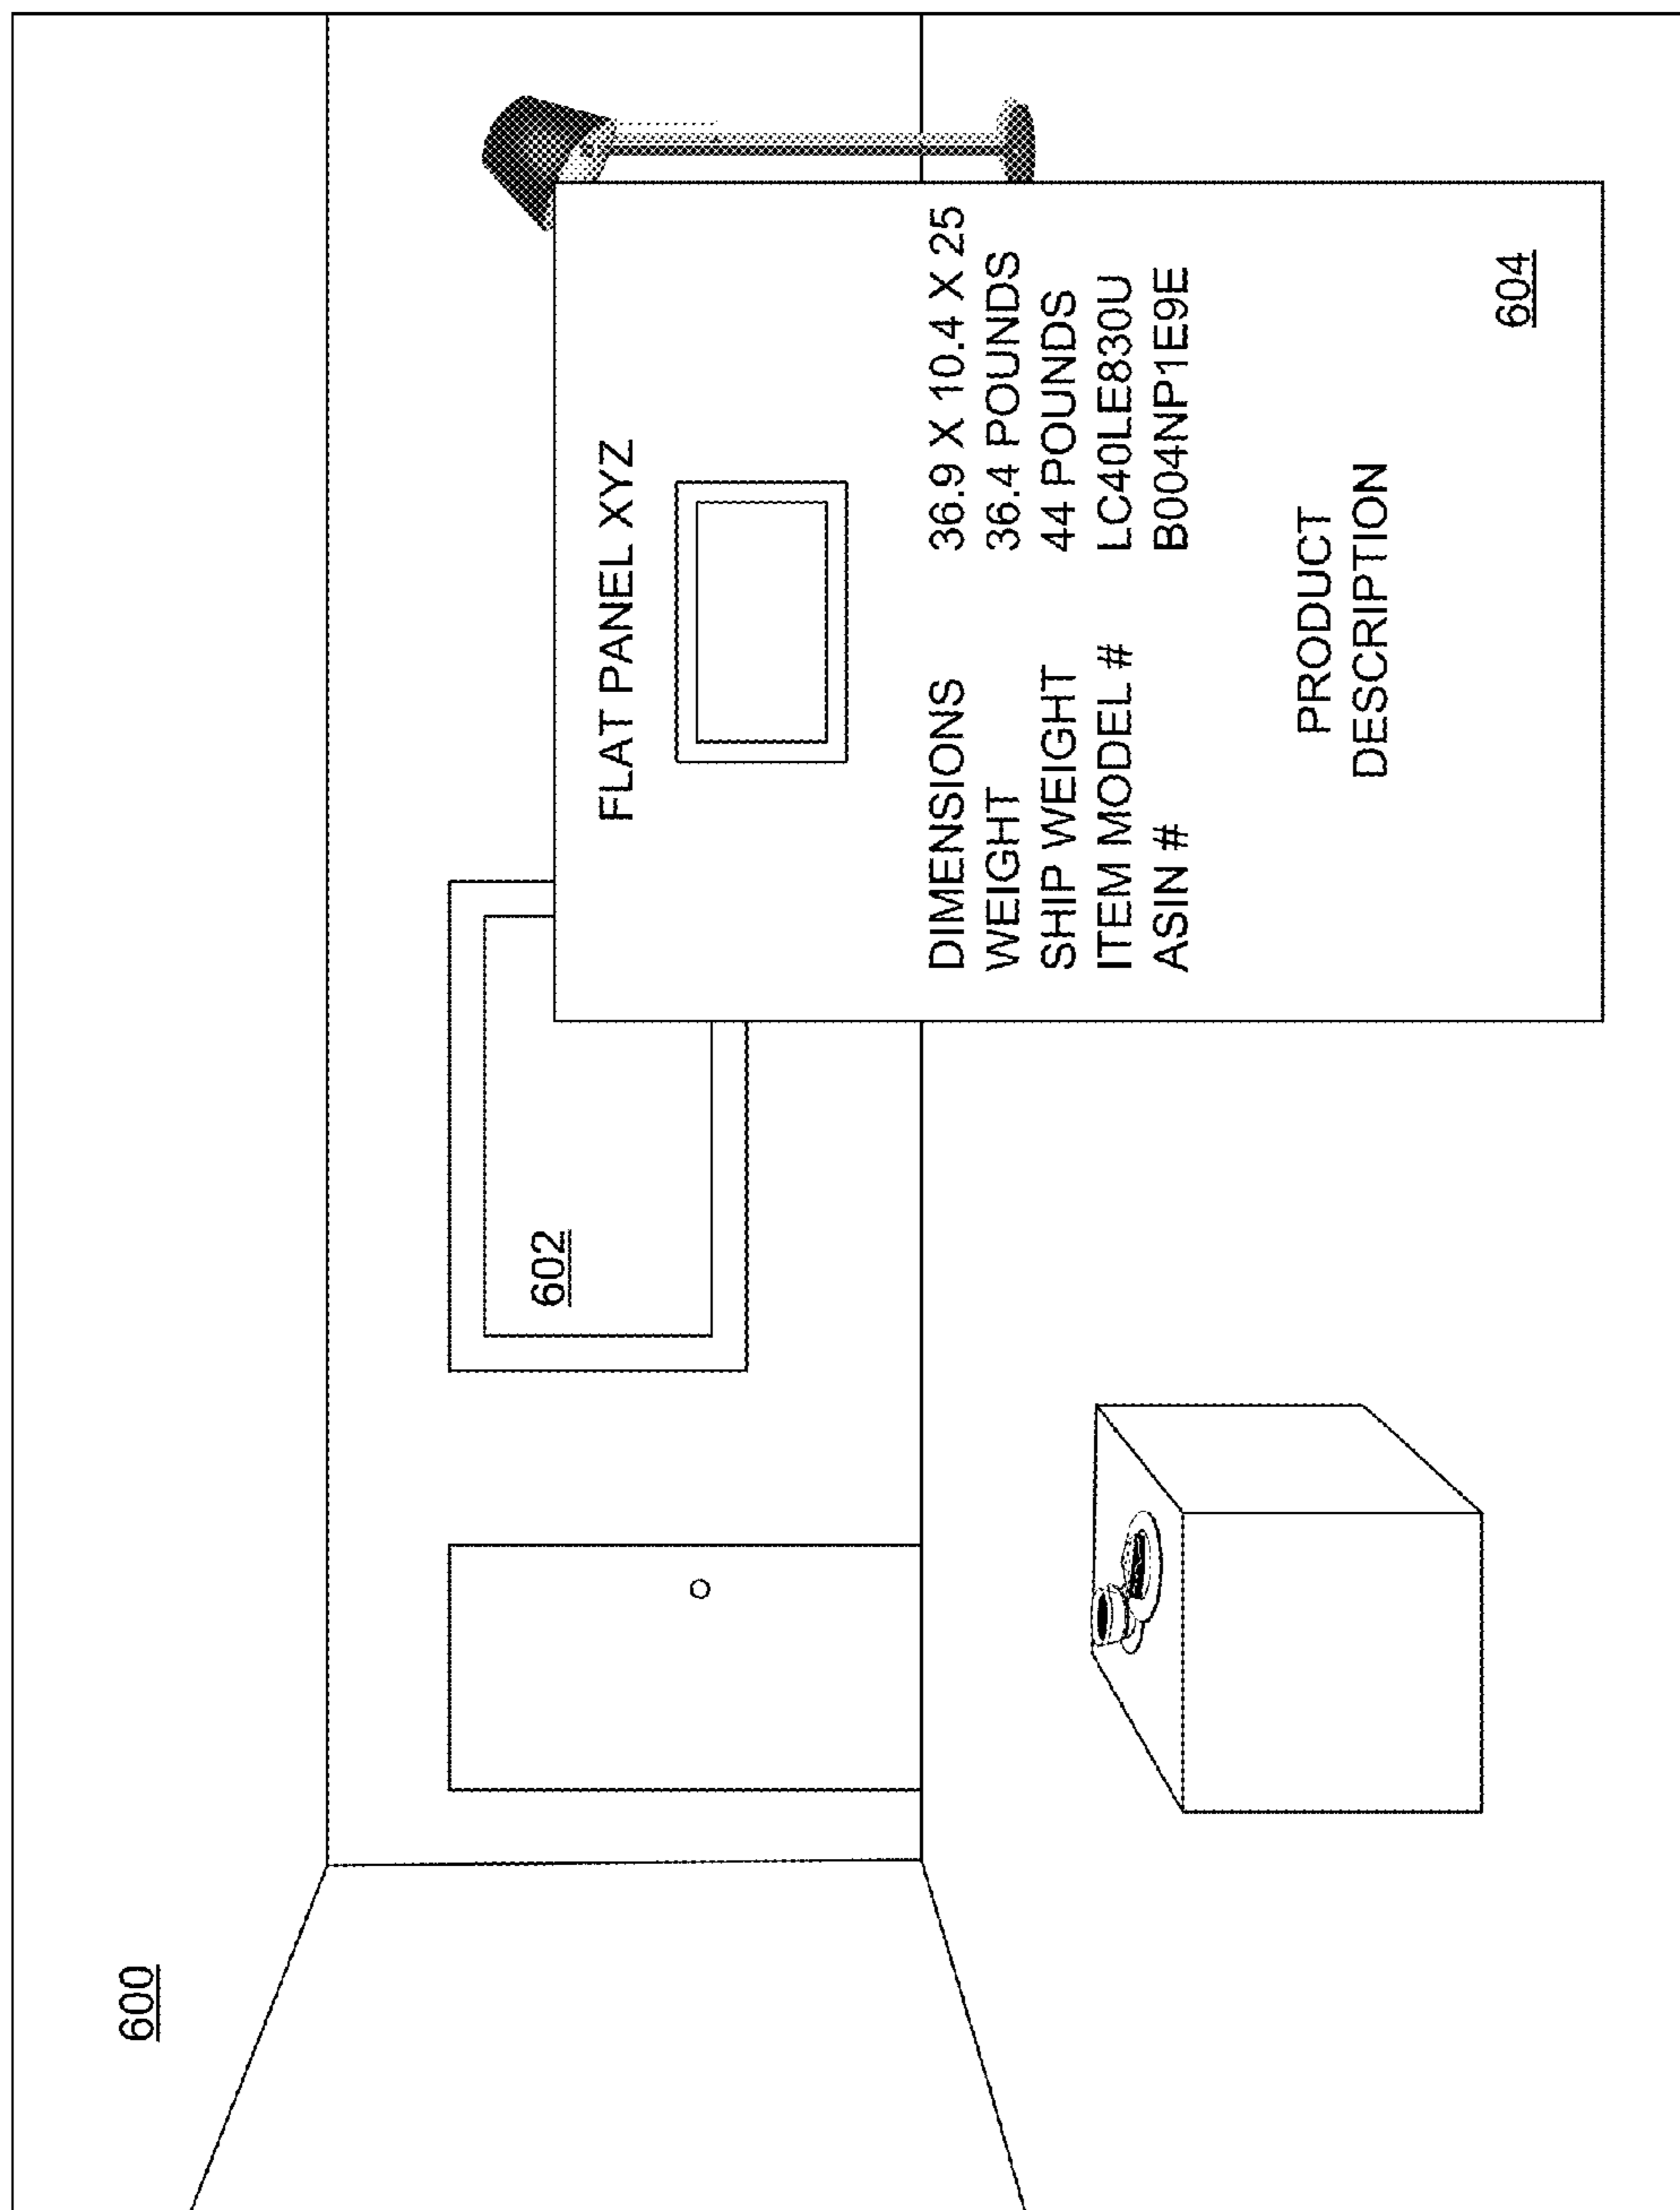 600
602
FLAT PANEL XYZ
DIMENSIONS 36.9 X 10.4 X 25
WEIGHT 36.4 POUNDS
SHIP WEIGHT 44 POUNDS
ITEM MODEL # LC40LE830U
ASIN # B004NP1E9E
PRODUCT
DESCRIPTION
604